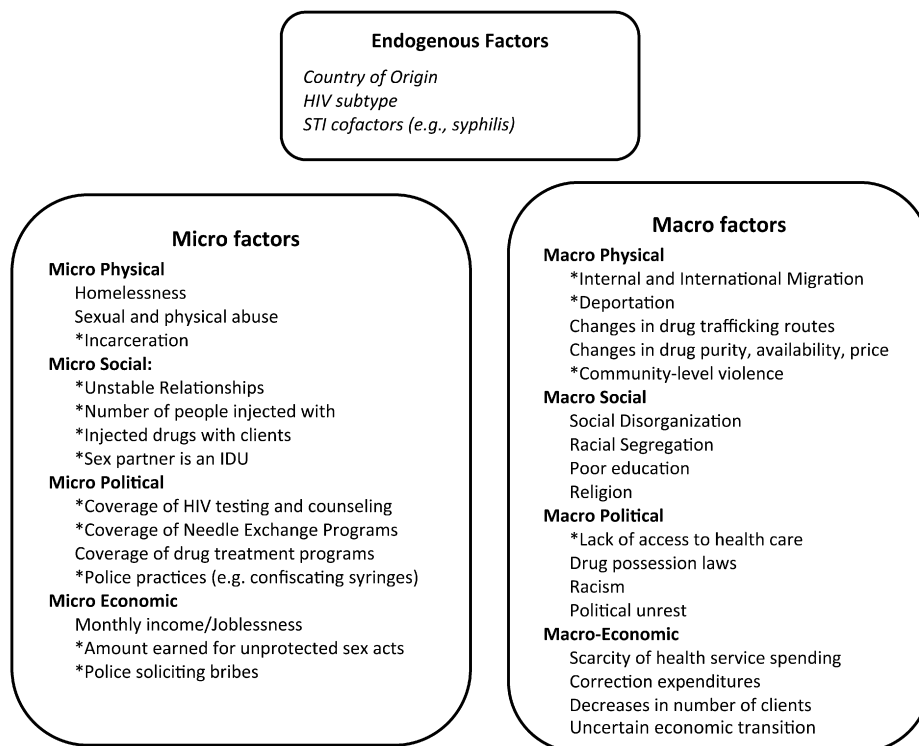 Endogenous Factors
Country of Origin
HIV subtype
STI cofactors (e.g., syphilis)
Micro factors
Micro Physical
Homelessness
Sexual and physical abuse
*Incarceration
Micro Social:
*Unstable Relationships
*Number of people injected with
*Injected drugs with clients
*Sex partner is an IDU
Micro Political
*Coverage of HIV testing and counseling
*Coverage of Needle Exchange Programs
Coverage of drug treatment programs
*Police practices (e.g. confiscating syringes)
Micro Economic
Monthly income/Joblessness
*Amount earned for unprotected sex acts
*Police soliciting bribes
Macro factors
Macro Physical
*Internal and International Migration
*Deportation
Changes in drug trafficking routes
Changes in drug purity, availability, price
*Community-level violence
Macro Social
Social Disorganization
Racial Segregation
Poor education
Religion
Macro Political
*Lack of access to health care
Drug possession laws
Racism
Political unrest
Macro-Economic
Scarcity of health service spending
Correction expenditures
Decreases in number of clients
Uncertain economic transition